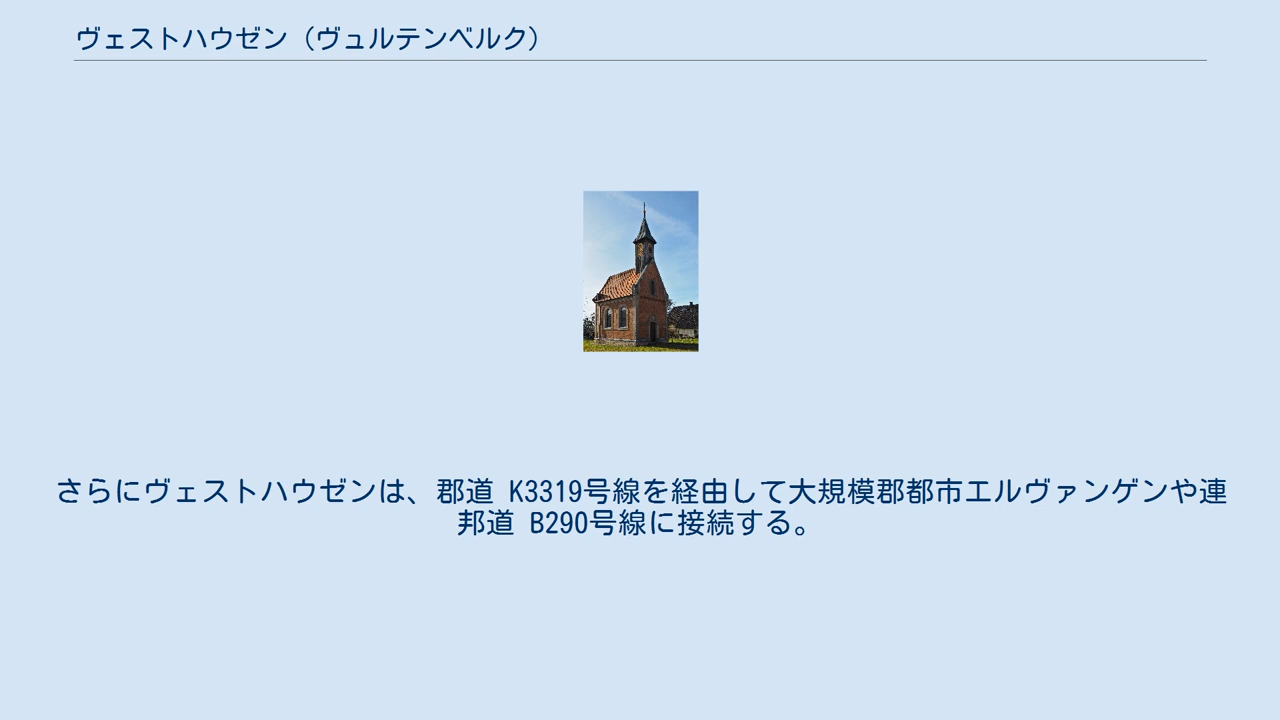 ヴェストハウゼン（ヴュルテンベルク）
さらにヴェストハウゼンは、郡道 K3319号線を経由して大規模郡都市エルヴァンゲンや連
邦道 B290号線に接続する。